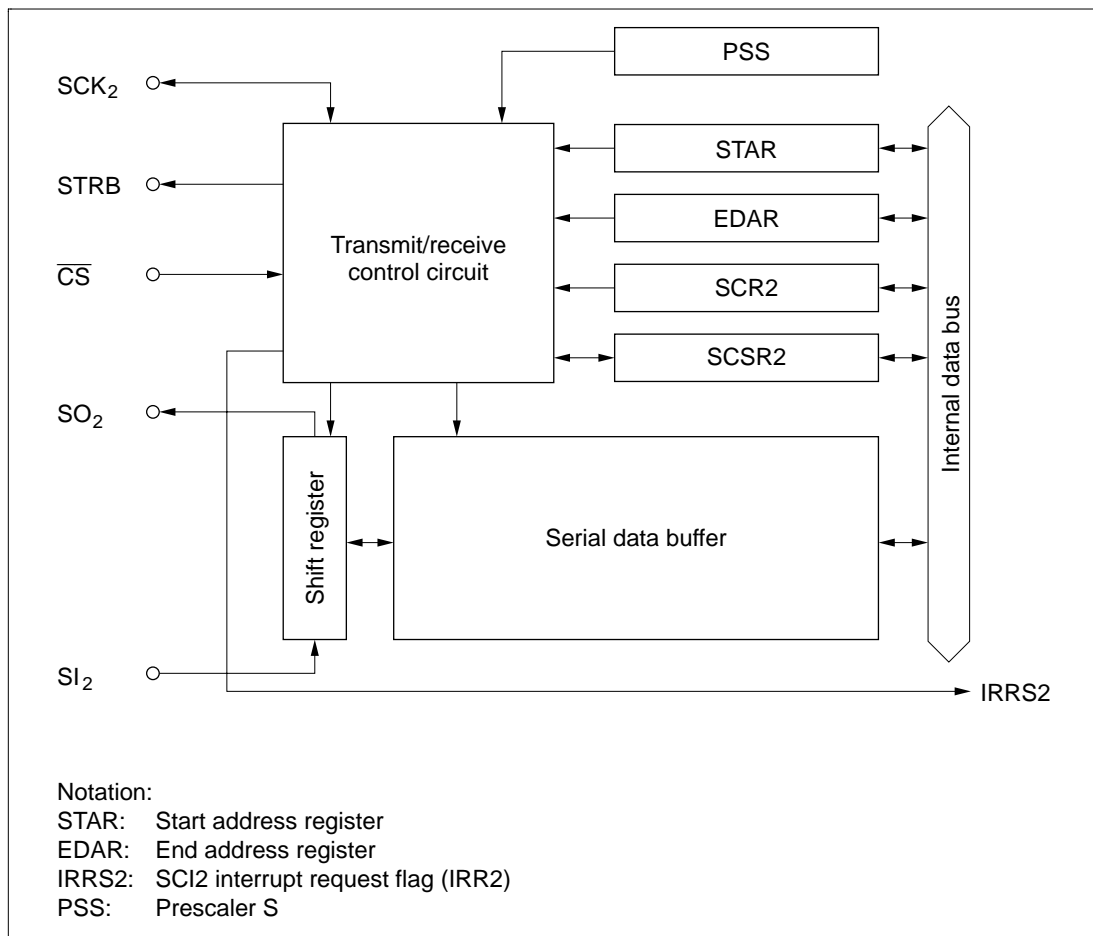 PSS
SCK2
STAR
STRB
EDAR
Transmit/receive
control circuit
CS
SCR2
SCSR2
Internal data bus
SO2
Shift register
Serial data buffer
SI2
IRRS2
Notation:
STAR: Start address register
EDAR: End address register
IRRS2: SCI2 interrupt request flag (IRR2)
PSS: Prescaler S